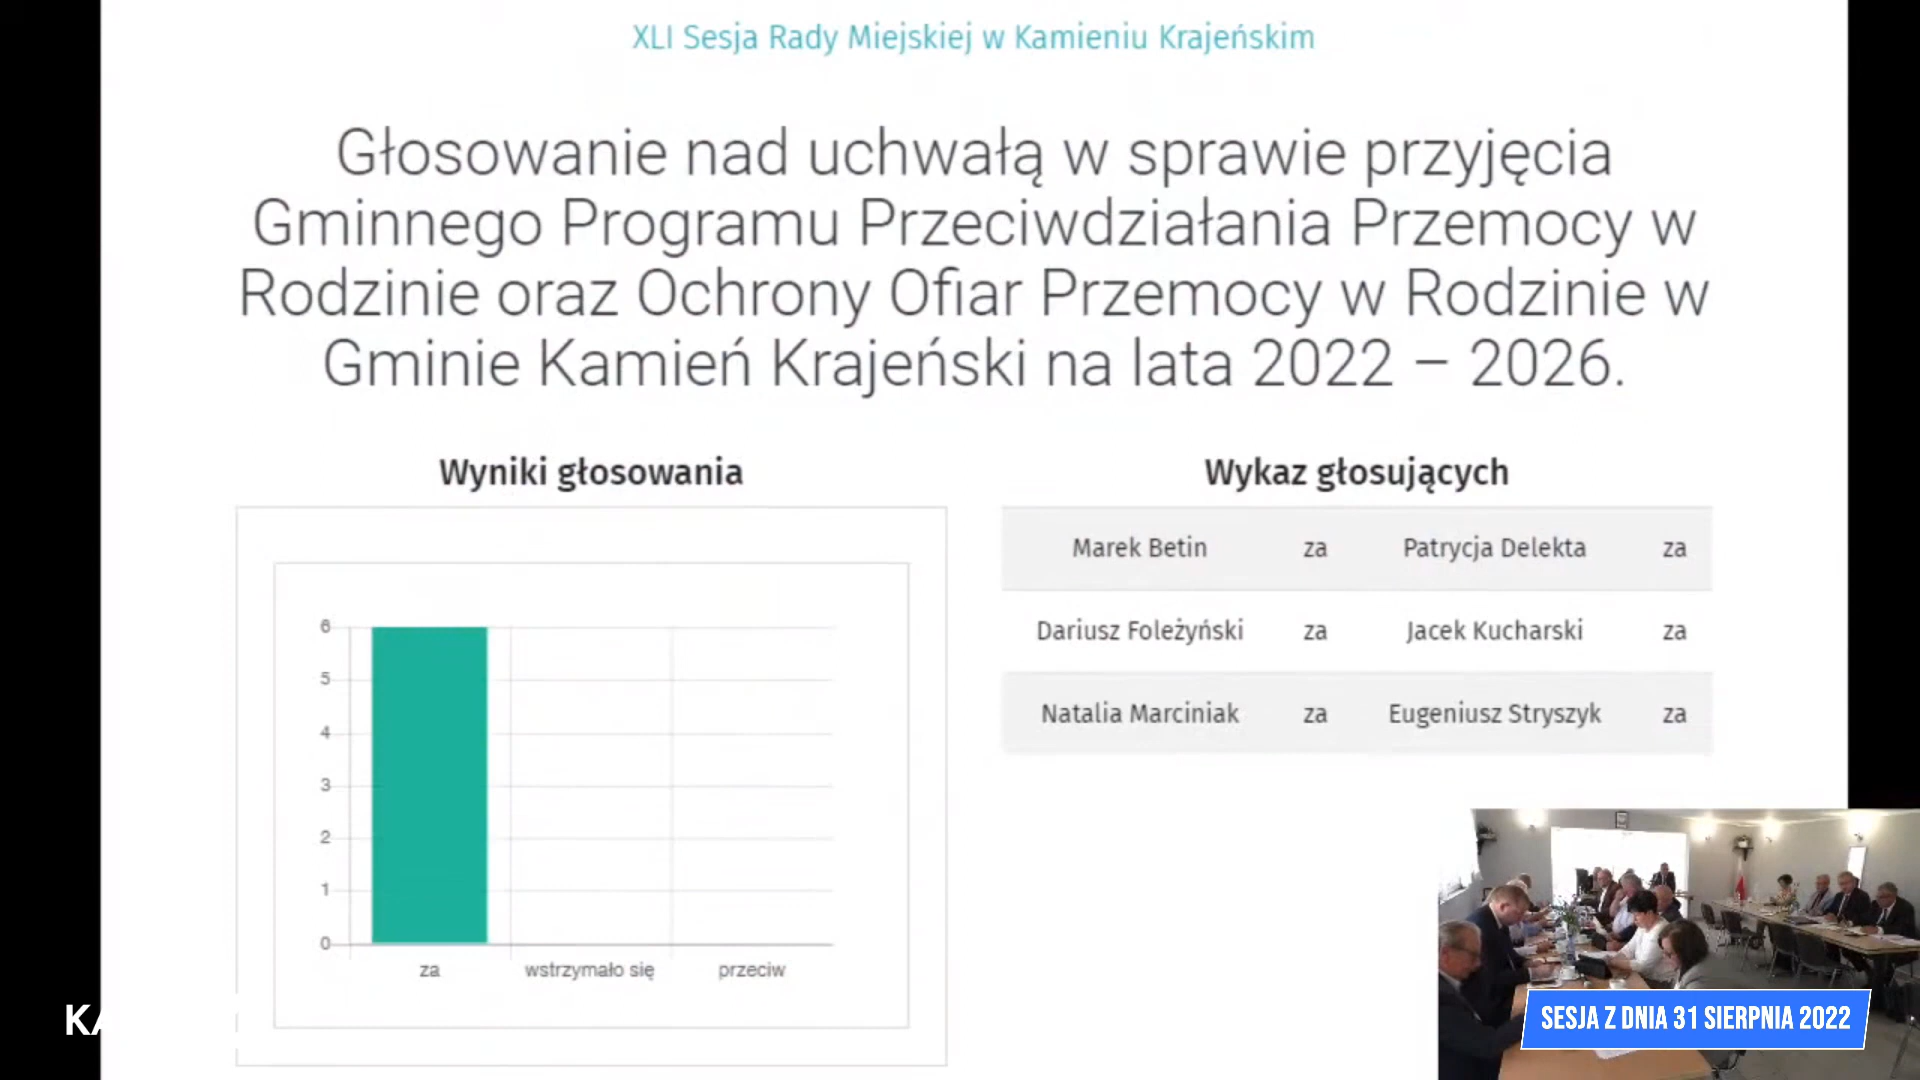 XLI Sesja Rady Miejskiej w Kamieniu Krajeńskim
Głosowanie nad uchwałą w sprawie przyjęcia
Gminnego Programu Przeciwdziałania Przemocy w
Rodzinie oraz Ochrony Ofiar Przemocy w Rodzinie w
Gminie Kamień Krajeński na lata 2022 – 2026.
Wyniki głosowania
6
5
4
3
2
1
0
za wstrzymało się przeciw
Wykaz głosujących
Marek Betin za Patrycja Delekta za
Dariusz Foleżyński za Jacek Kucharski za
Natalia Marciniak za Eugeniusz Stryszyk za
KA
SESJA Z DNIA 31 SIERPNIA 2022